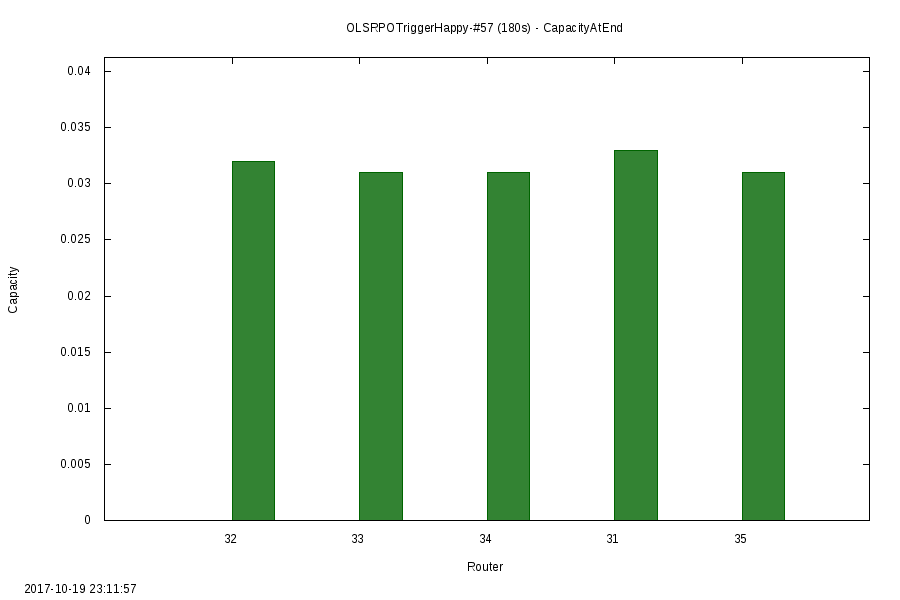 OLSRPOTriggerHappy-#57 (180s) - CapacityAtEnd
0.04
0.035
0.03
0.025
0.02
0.015
0.01
0.005
0
Capacity
32 33 34 31 35
Router
2017-10-19 23:11:57